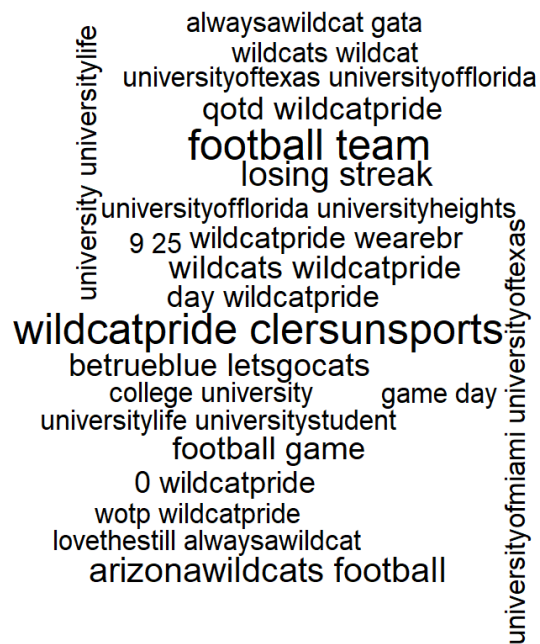 alwaysawildcat gata
wildcats wildcat
universityoftexas universityofflorida
qotd wildcatpride
football team
losing streak
universityofflorida universityheights
9 25 wildcatpride wearebr
wildcats wildcatpride
day wildcatpride
wildcatpride clersunsports
betrueblue letsgocats
college university
game day
universitylife universitystudent
football game
0 wildcatpride
wotp wildcatpride
lovethestill alwaysawildcat
arizonawildcats football
university universitylife
universityofmiami universityoftexas